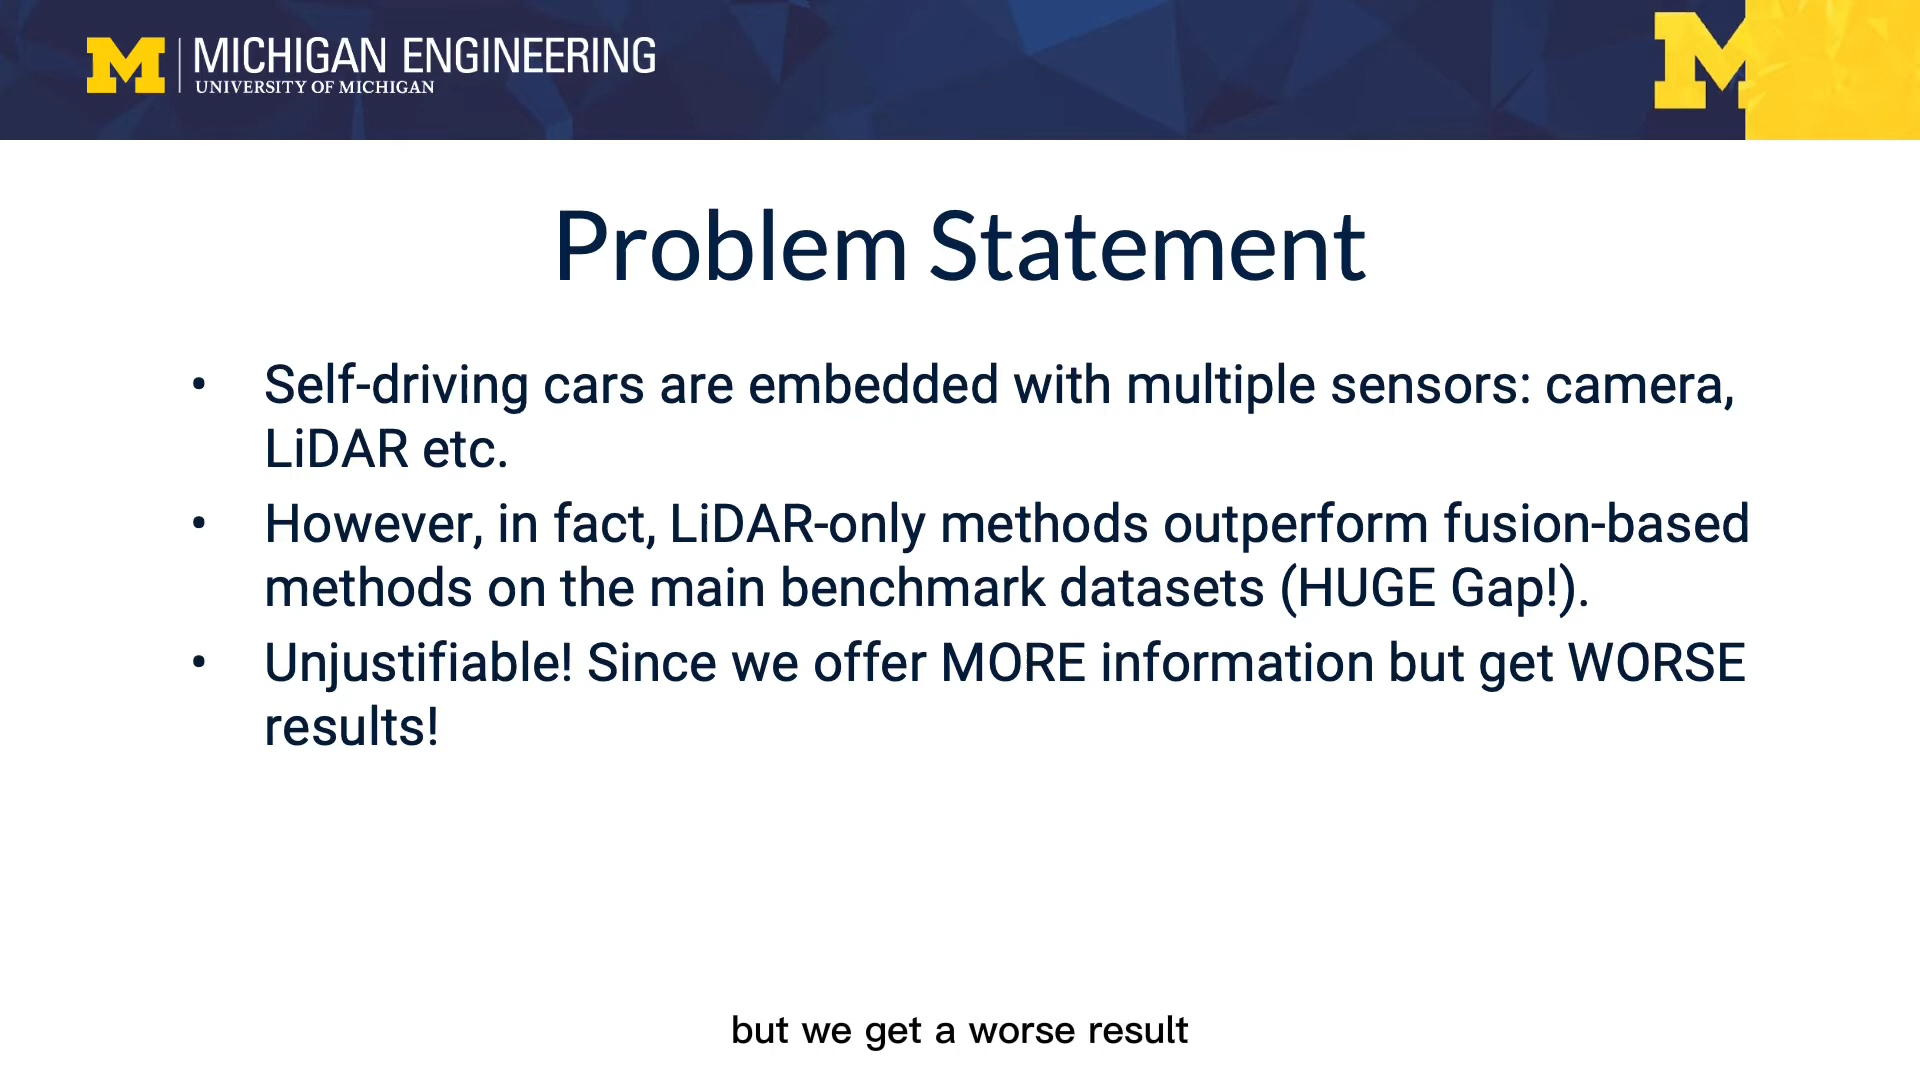 M | MICHIGAN ENGINEERING
UNIVERSITY OF MICHIGAN
M
Problem Statement
• Self-driving cars are embedded with multiple sensors: camera,
LiDAR etc.
• However, in fact, LiDAR-only methods outperform fusion-based
methods on the main benchmark datasets (HUGE Gap!).
• Unjustifiable! Since we offer MORE information but get WORSE
results!
but we get a worse result